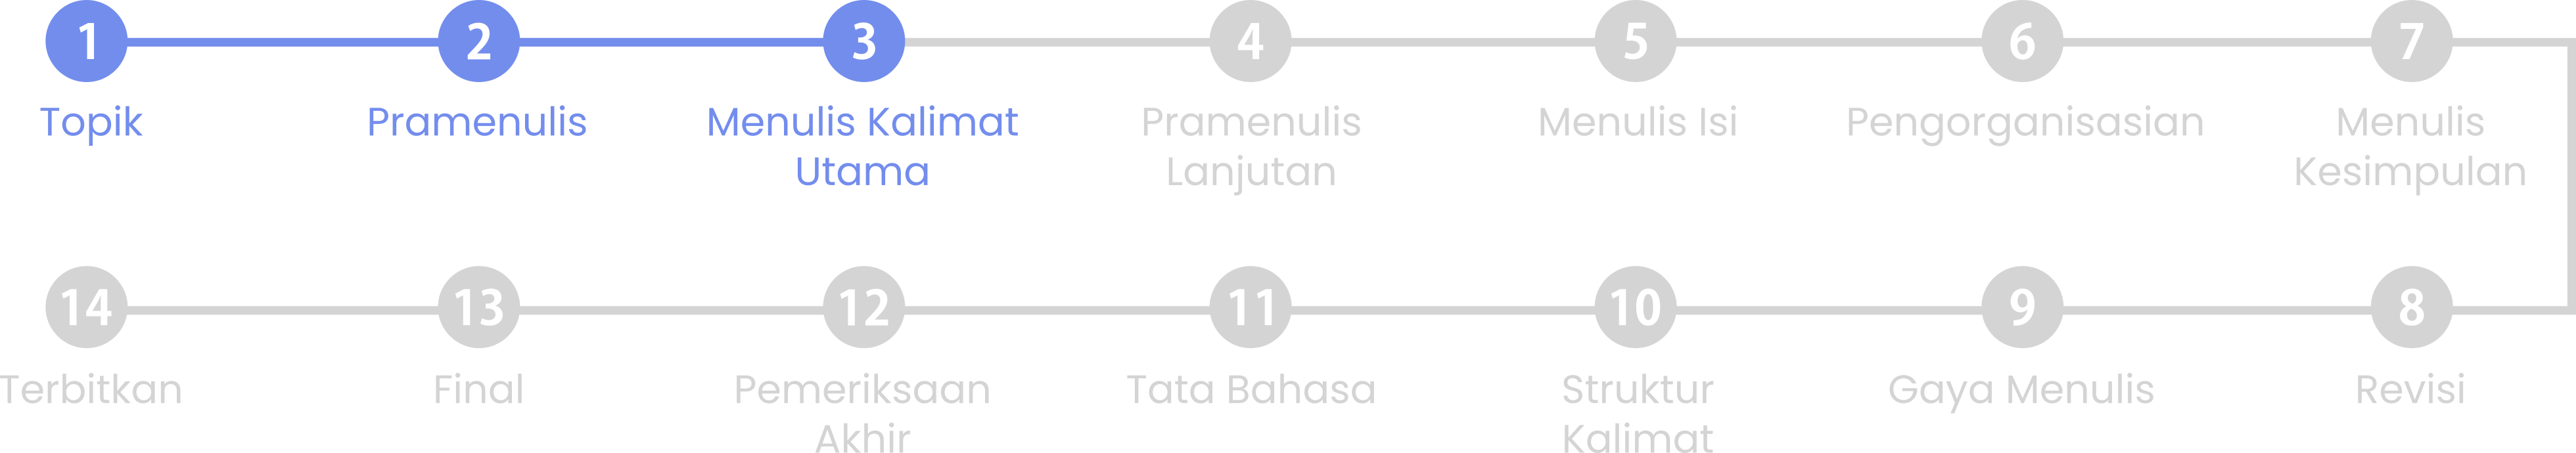 1 2 3 4 5 6 7
Topik Pramenulis Menulis Kalimat Pramenulis Menulis Isi Pengorganisasian Menulis
Utama Lanjutan Kesimpulan
14 13 12 11 10 9 8
Terbitkan Final Pemeriksaan Tata Bahasa Struktur Gaya Menulis Revisi
Akhir Kalimat